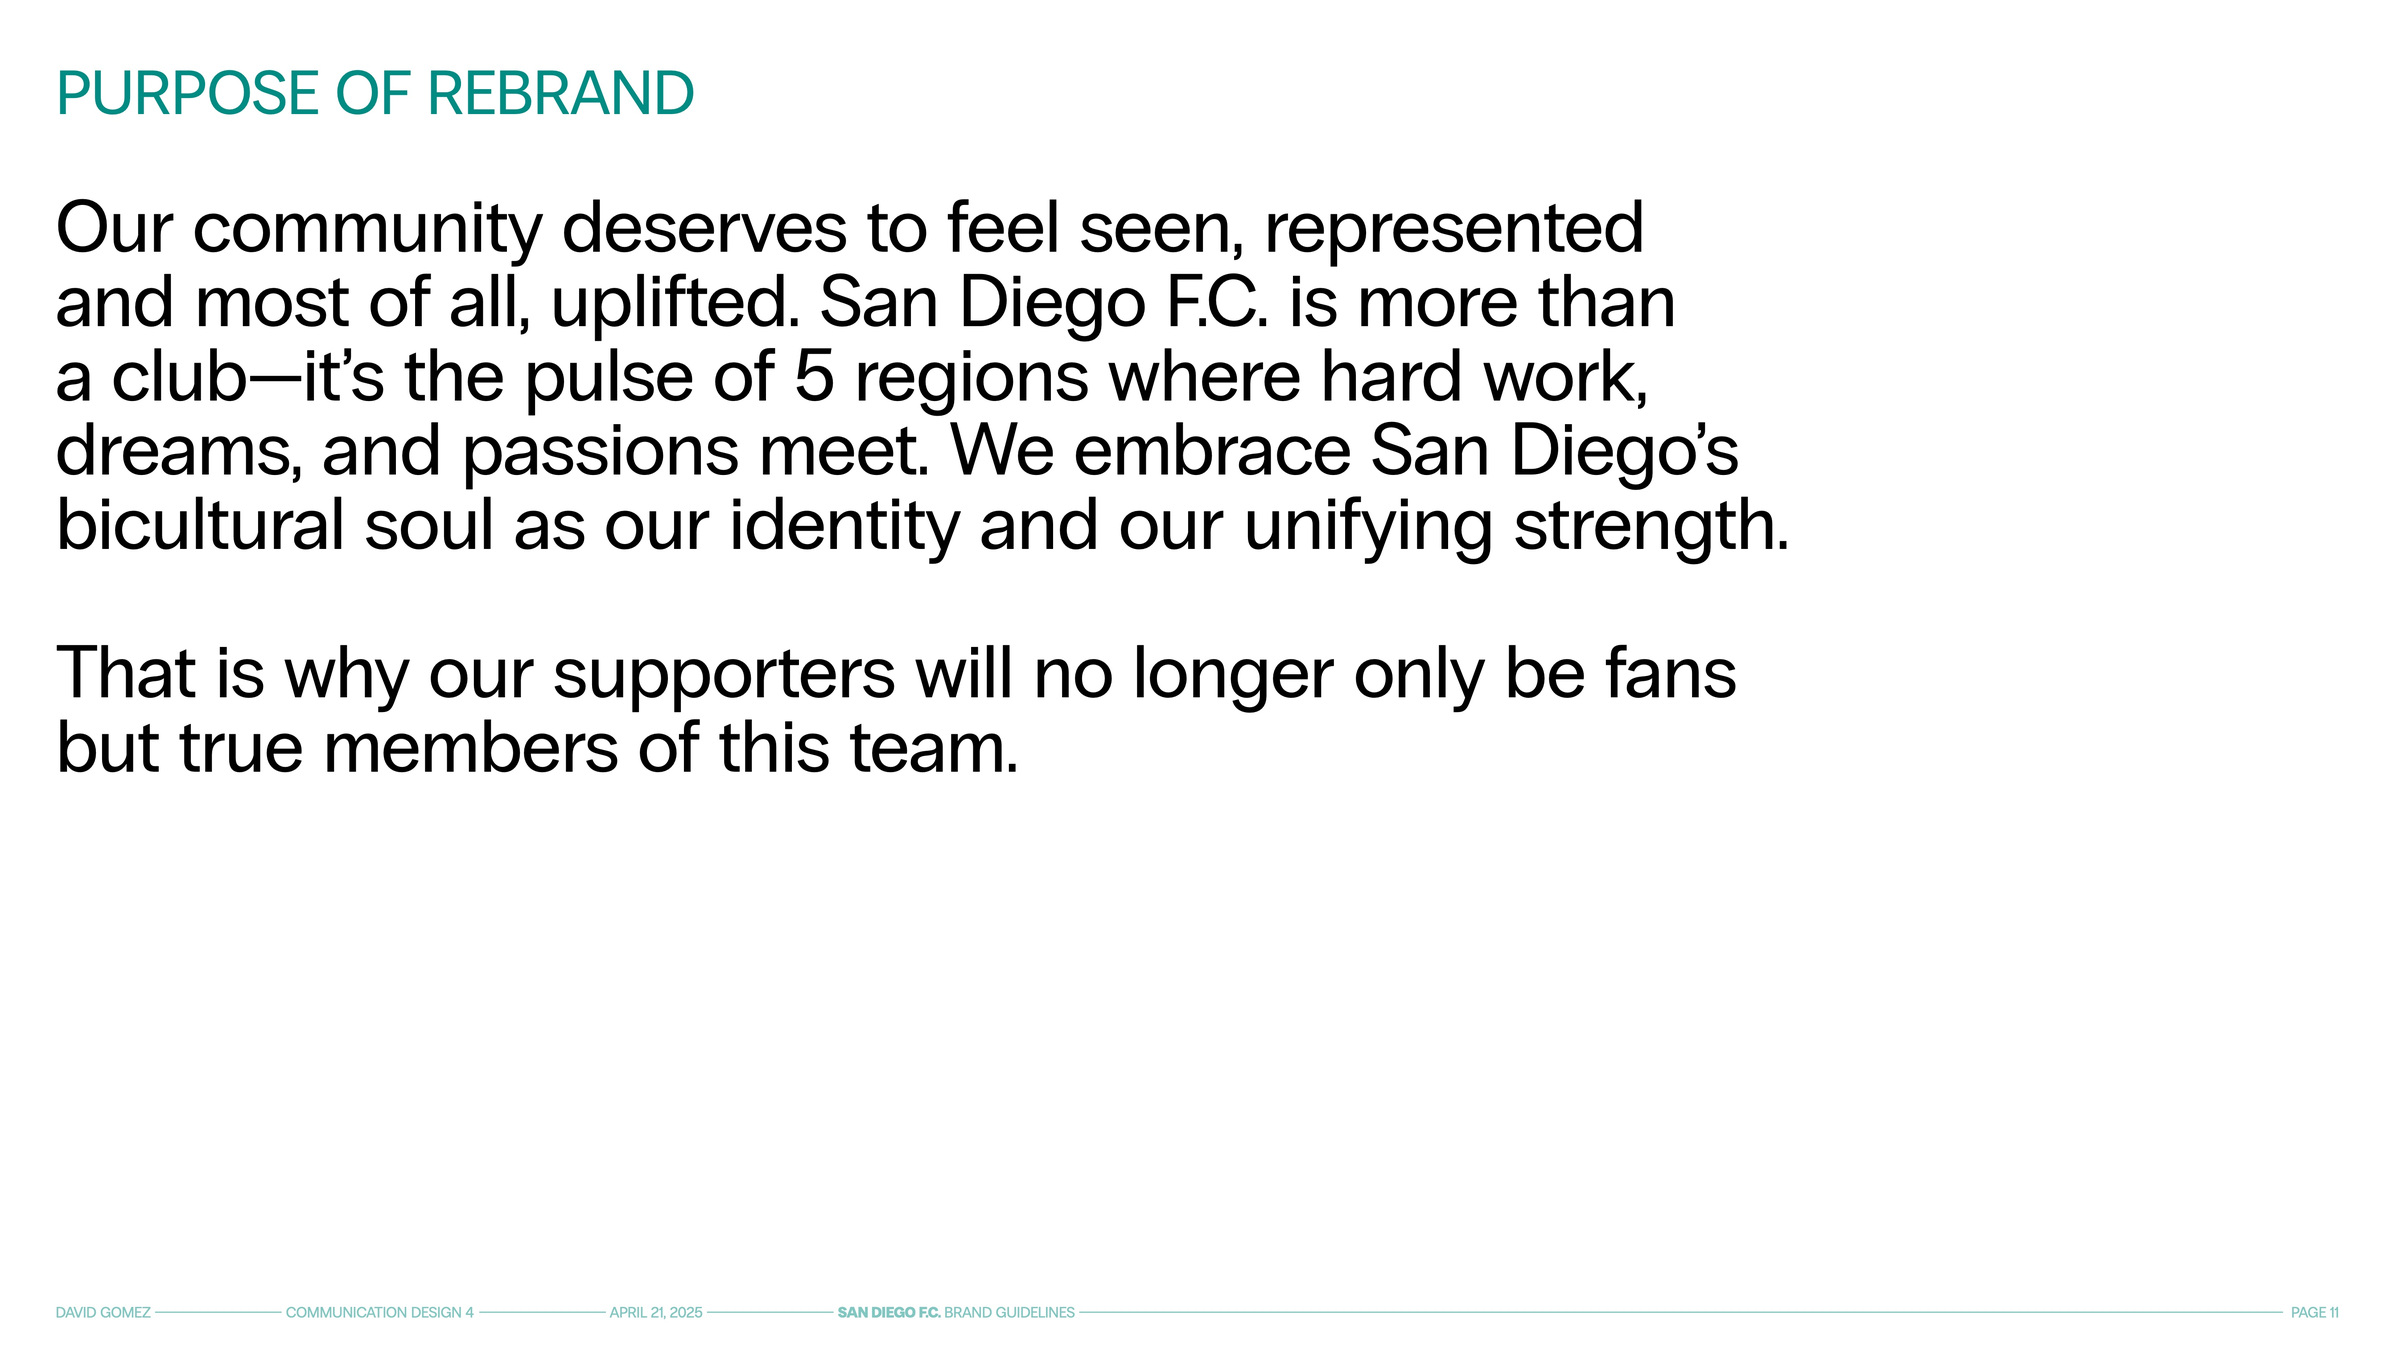 PURPOSE OF REBRAND
Our community deserves to feel seen, represented
and most of all, uplifted. San Diego F.C. is more than
a club—it’s the pulse of 5 regions where hard work,
dreams, and passions meet. We embrace San Diego’s
bicultural soul as our identity and our unifying strength.
That is why our supporters will no longer only be fans
but true members of this team.
DAVID GOMEZ COMMUNICATION DESIGN 4 APRIL 21, 2025 SAN DIEGO F.C. BRAND GUIDELINES PAGE 11